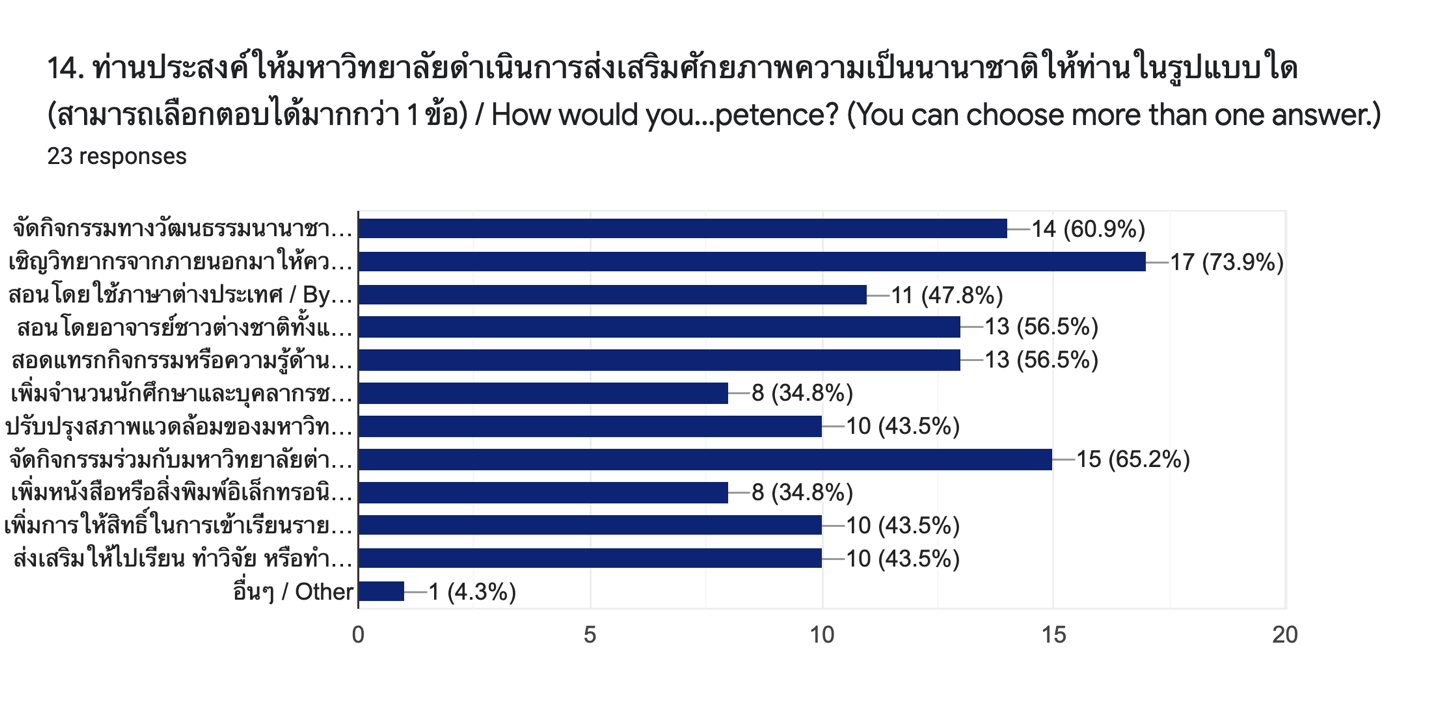 14. ท่านประสงค์ให้มหาวิทยาลัยดำเนินการส่งเสริมศักยภาพความเป็นนานาชาติให้ท่านในรูปแบบใด
(สามารถเลือกตอบได้มากกว่า 1 ข้อ) / How would you...petence? (You can choose more than one answer.)
23 responses
จัดกิจกรรมทางวัฒนธรรมนานาชา... 14 (60.9%)
เชิญวิทยากรจากภายนอกมาให้คว... 17 (73.9%)
สอนโดยใช้ภาษาต่างประเทศ / By... 11 (47.8%)
สอนโดยอาจารย์ชาวต่างชาติทั้งแ... 13 (56.5%)
สอดแทรกกิจกรรมหรือความรู้ด้าน... 13 (56.5%)
เพิ่มจำนวนนักศึกษาและบุคลากรช... 8 (34.8%)
ปรับปรุงสภาพแวดล้อมของมหาวิท... 10 (43.5%)
จัดกิจกรรมร่วมกับมหาวิทยาลัยต่า... 15 (65.2%)
เพิ่มหนังสือหรือสิ่งพิมพ์อิเล็กทรอนิ... 8 (34.8%)
เพิ่มการให้สิทธิ์ในการเข้าเรียนราย... 10 (43.5%)
ส่งเสริมให้ไปเรียน ทำวิจัย หรือทำ... 10 (43.5%)
อื่นๆ / Other 1 (4.3%)
0 5 10 15 20